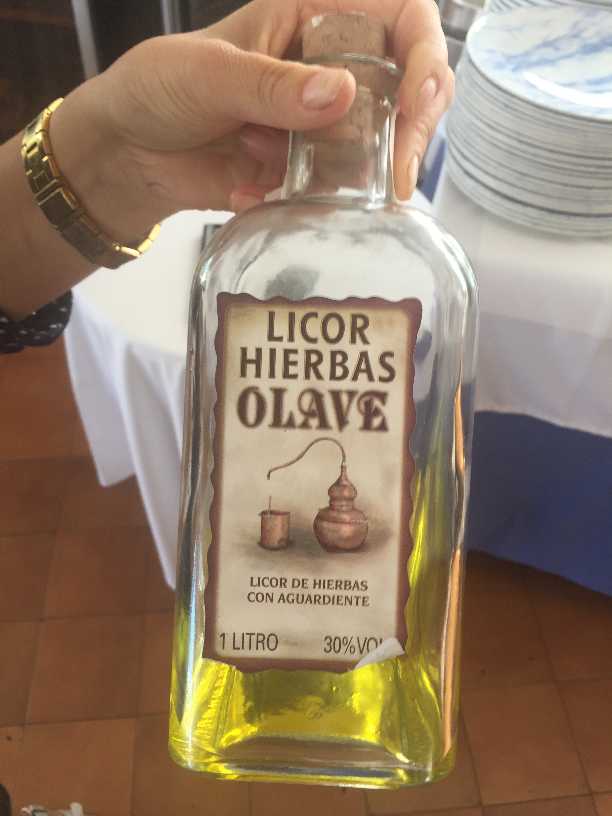 LICOR
HIERBAS
OLAVE
LICOR DE HIERBAS
CON AGUARDIENTE
1 LITRO 30%VOL